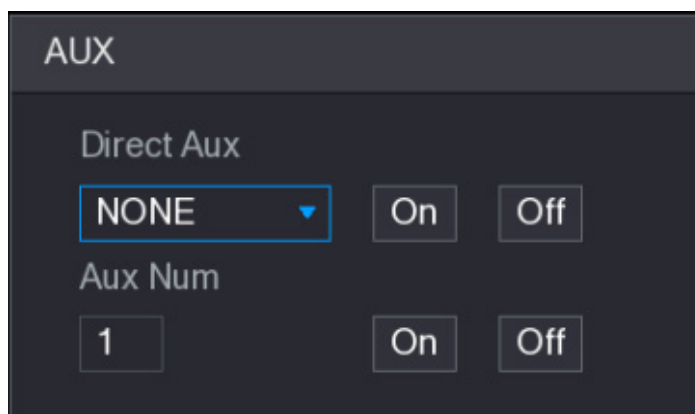 AUX
Direct Aux
NONE On Off
Aux Num
1 On Off